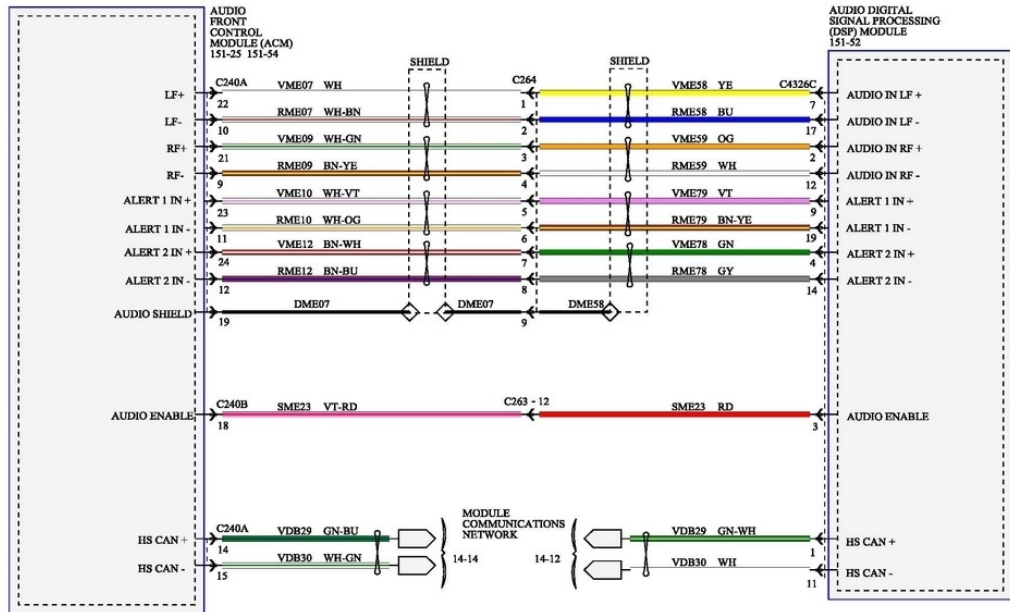 AUDIO
FRONT
CONTROL
MODULE (ACM)
151-25 151-54
AUDIO DIGITAL
SIGNAL PROCESSING
(DSP) MODULE
151-52
SHIELD SHIELD
C240A C264 C4326C
LF+ 22 VME07 WH 1 VME58 YE 7 AUDIO IN LF +
LF- 10 RME07 WH-BN 2 RME58 BU 17 AUDIO IN LF -
RF+ 21 VME09 WH-GN 3 VME59 OG 2 AUDIO IN RF +
RF- 9 RME09 BN-YE 4 RME59 WH 12 AUDIO IN RF -
ALERT 1 IN + 23 VME10 WH-VT 5 VME79 VT 9 ALERT 1 IN +
ALERT 1 IN - 11 RME10 WH-OG 6 RME79 BN-YE 19 ALERT 1 IN -
ALERT 2 IN + 24 VME12 BN-WH 7 VME78 GN 4 ALERT 2 IN +
ALERT 2 IN - 12 RME12 BN-BU 8 RME78 GY 14 ALERT 2 IN -
AUDIO SHIELD 19 DME07 DME07 9 DME58
C240B C263 - 12
AUDIO ENABLE 18 SME23 VT-RD SME23 RD 3 AUDIO ENABLE
MODULE
COMMUNICATIONS
NETWORK
C240A
HS CAN + 14 VDB29 GN-BU VDB29 GN-WH 1 HS CAN +
14-14 14-12
HS CAN - 15 VDB30 WH-GN VDB30 WH 11 HS CAN -